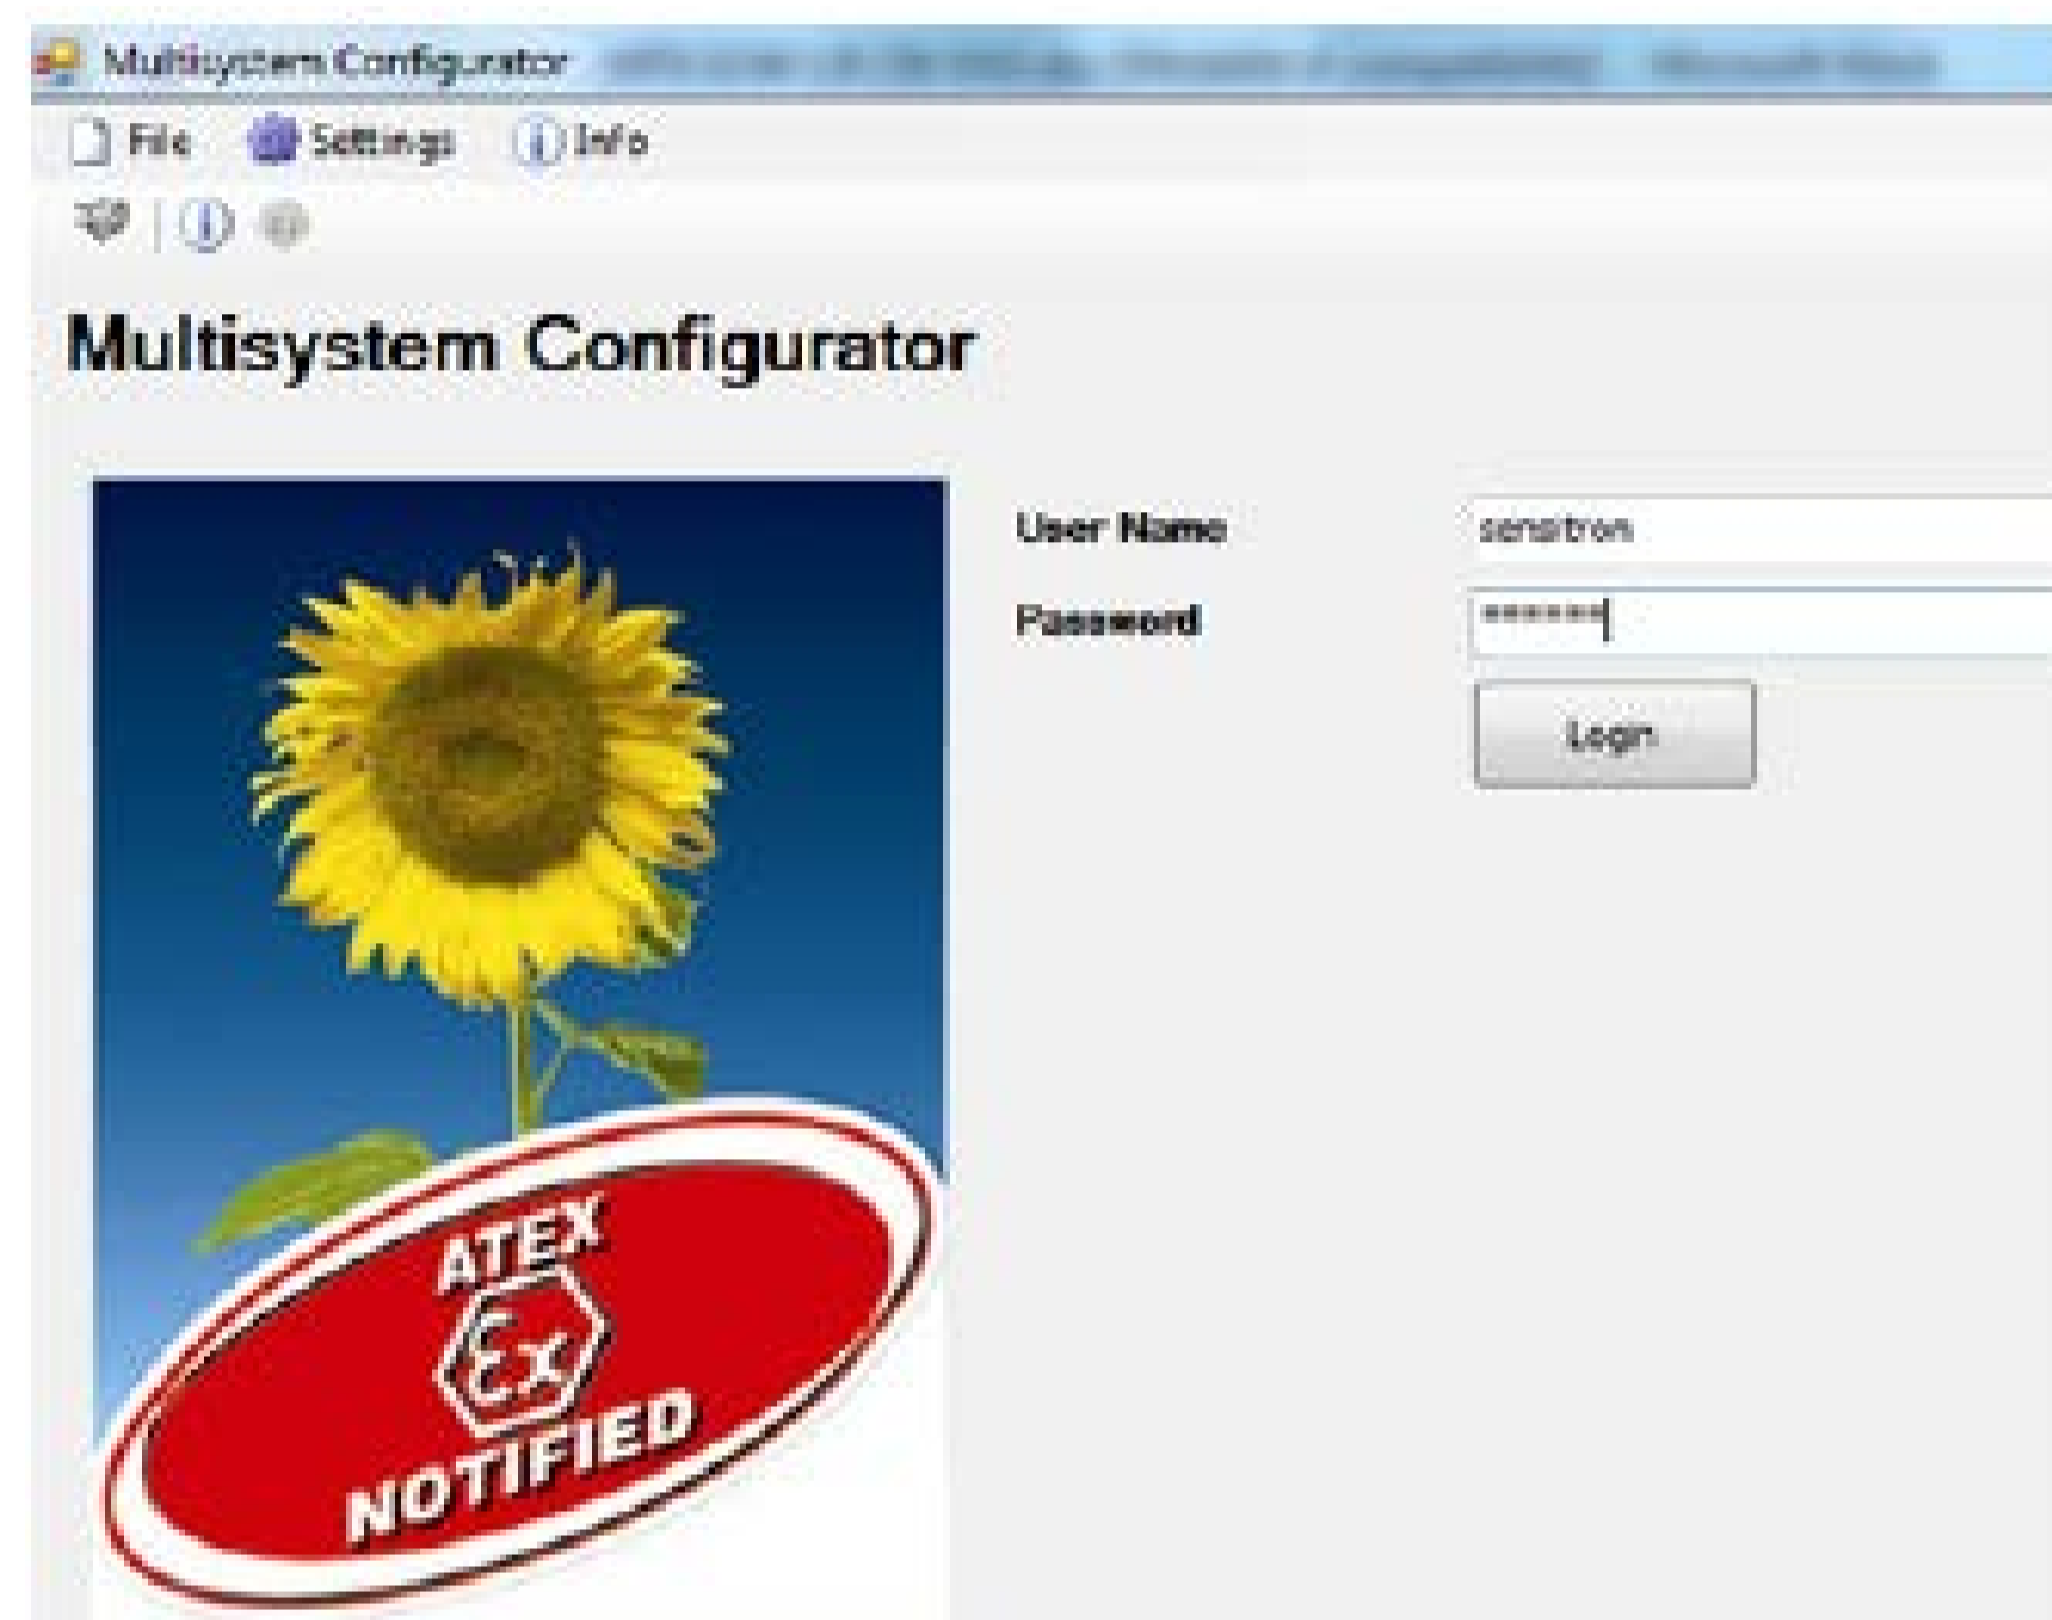 Multisystem Configurator
File Settings Info
Multisystem Configurator
User Name sensitron
Password ******
Login
ATEX
Ex
NOTIFIED